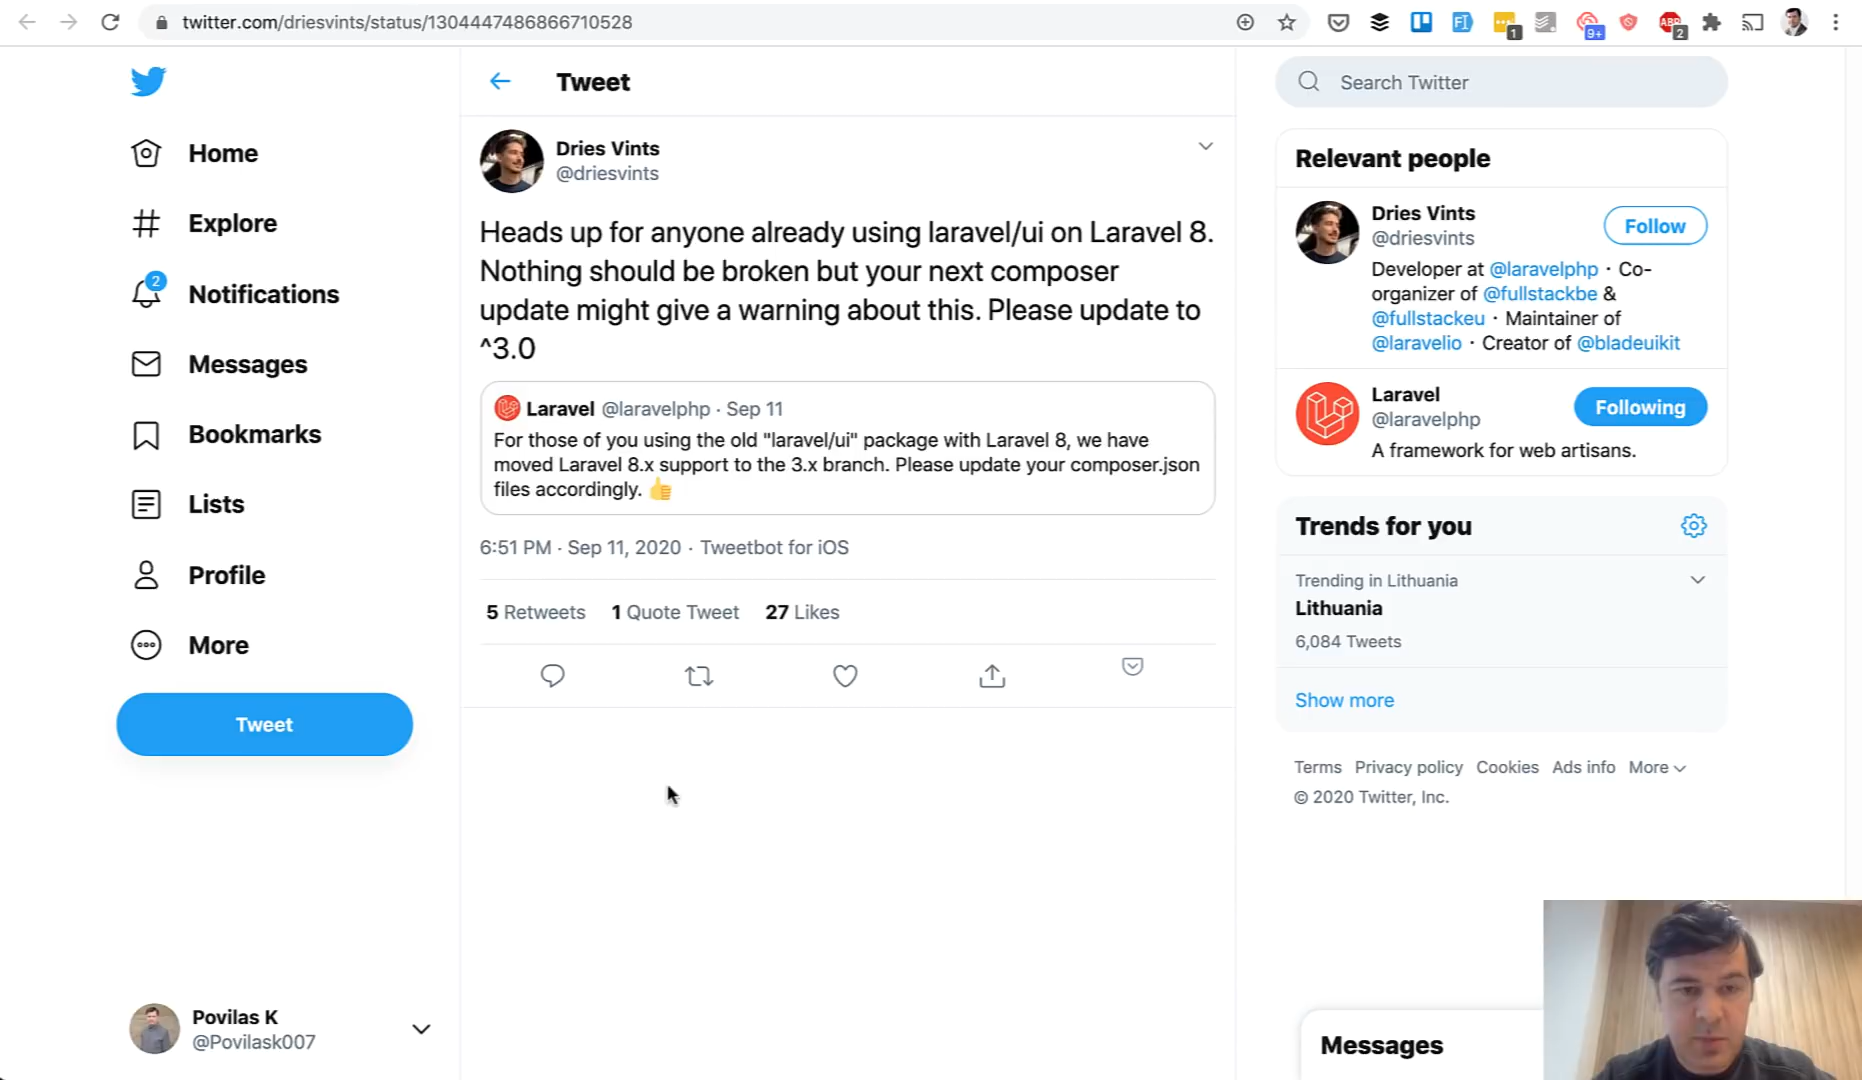 twitter.com/driesvints/status/1304447486866710528
1
9+
ABP
2
Home
Explore
2
Notifications
Messages
Bookmarks
Lists
Profile
More
Tweet
Povilas K
@Povilask007
Tweet
Dries Vints
@driesvints
Heads up for anyone already using laravel/ui on Laravel 8.
Nothing should be broken but your next composer
update might give a warning about this. Please update to
^3.0
Laravel @laravelphp · Sep 11
For those of you using the old "laravel/ui" package with Laravel 8, we have
moved Laravel 8.x support to the 3.x branch. Please update your composer.json
files accordingly. 👍
6:51 PM · Sep 11, 2020 · Tweetbot for iOS
5 Retweets 1 Quote Tweet 27 Likes
Search Twitter
Relevant people
Dries Vints
@driesvints
Follow
Developer at @laravelphp · Co-
organizer of @fullstackbe &
@fullstackeu · Maintainer of
@laravelio · Creator of @bladeuikit
Laravel
@laravelphp
Following
A framework for web artisans.
Trends for you
Trending in Lithuania
Lithuania
6,084 Tweets
Show more
Terms Privacy policy Cookies Ads info More
© 2020 Twitter, Inc.
Messages